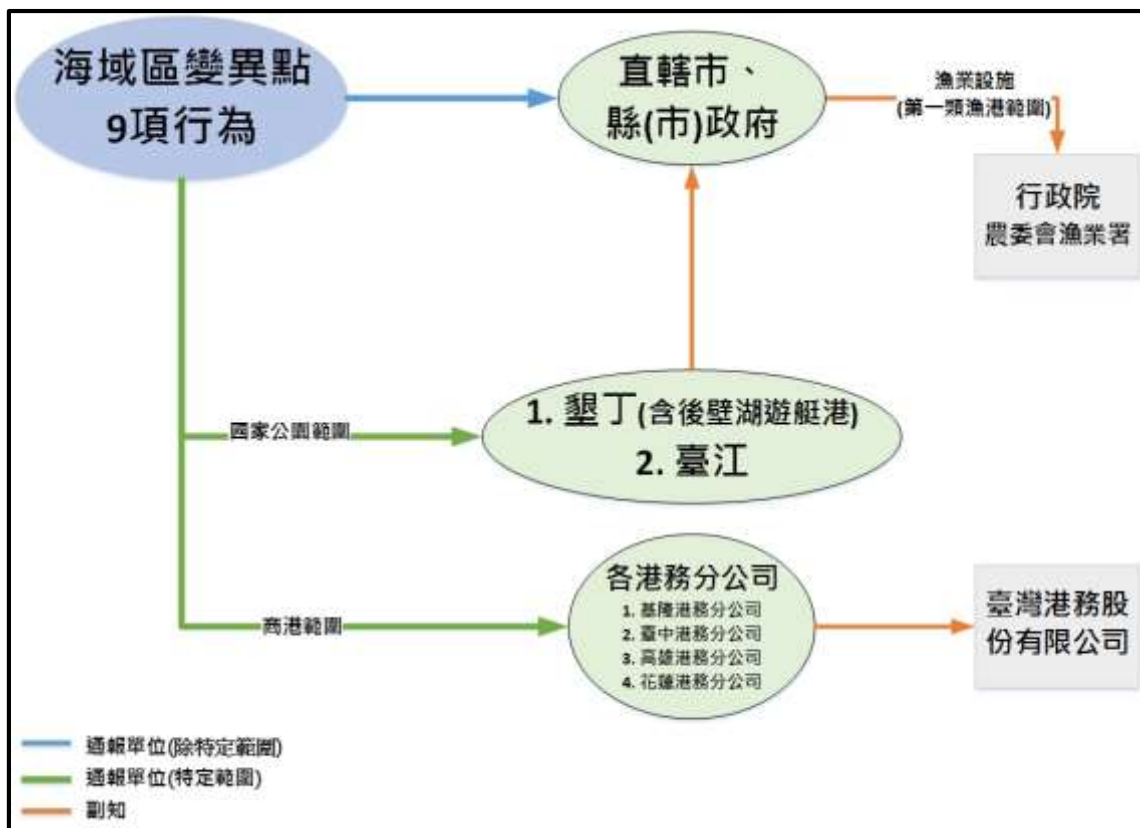 海域區變異點
9項行為
直轄市、
縣(市)政府
漁業設施
(第一類漁港範圍)
行政院
農委會漁業署
國家公園範圍
1. 墾丁(含後壁湖遊艇港)
2. 臺江
商港範圍
各港務分公司
1. 基隆港務分公司
2. 臺中港務分公司
3. 高雄港務分公司
4. 花蓮港務分公司
臺灣港務股
份有限公司
通報單位(除特定範圍)
通報單位(特定範圍)
副知